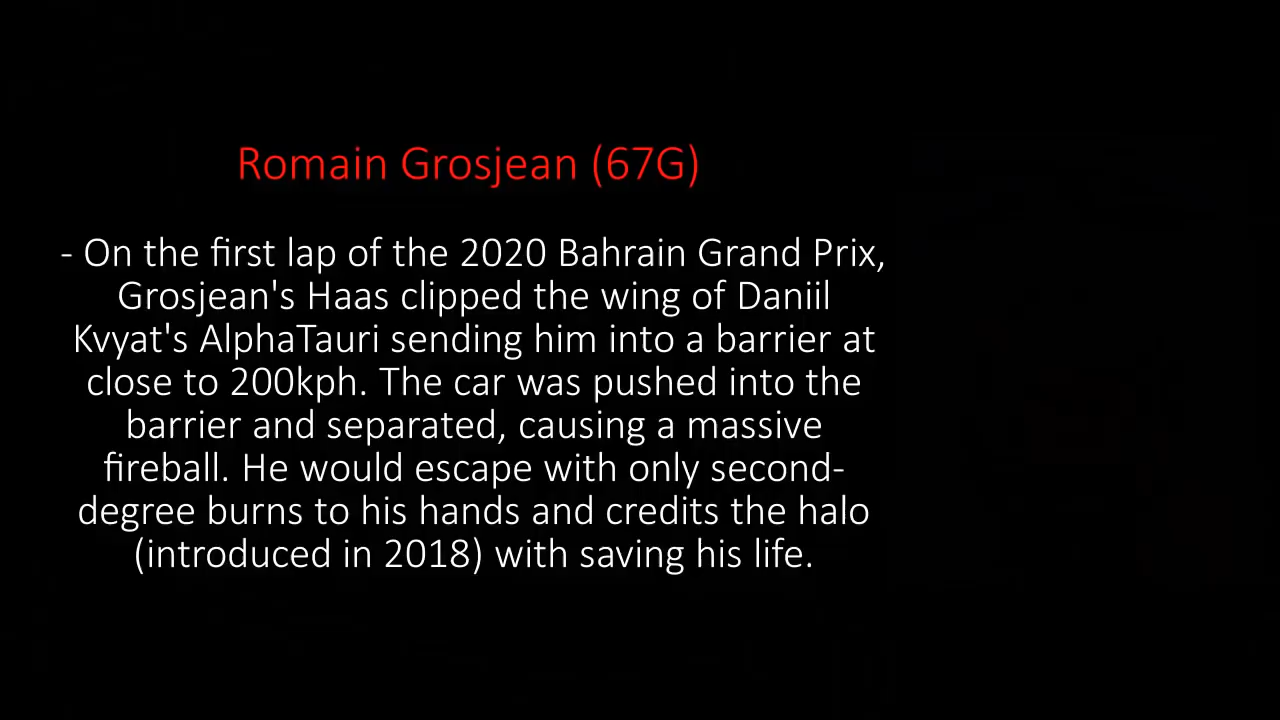 Romain Grosjean (67G)
- On the first lap of the 2020 Bahrain Grand Prix,
Grosjean's Haas clipped the wing of Daniil
Kvyat's AlphaTauri sending him into a barrier at
close to 200kph. The car was pushed into the
barrier and separated, causing a massive
fireball. He would escape with only second-
degree burns to his hands and credits the halo
(introduced in 2018) with saving his life.